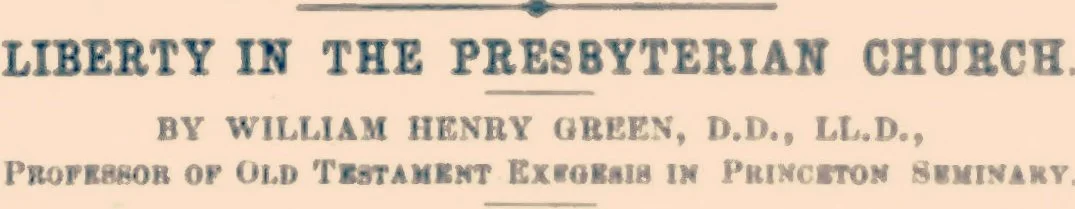 LIBERTY IN THE PRESBYTERIAN CHURCH.
BY WILLIAM HENRY GREEN, D.D., LL.D.,
PROFESSOR OF OLD TESTAMENT EXEGESIS IN PRINCETON SEMINARY.